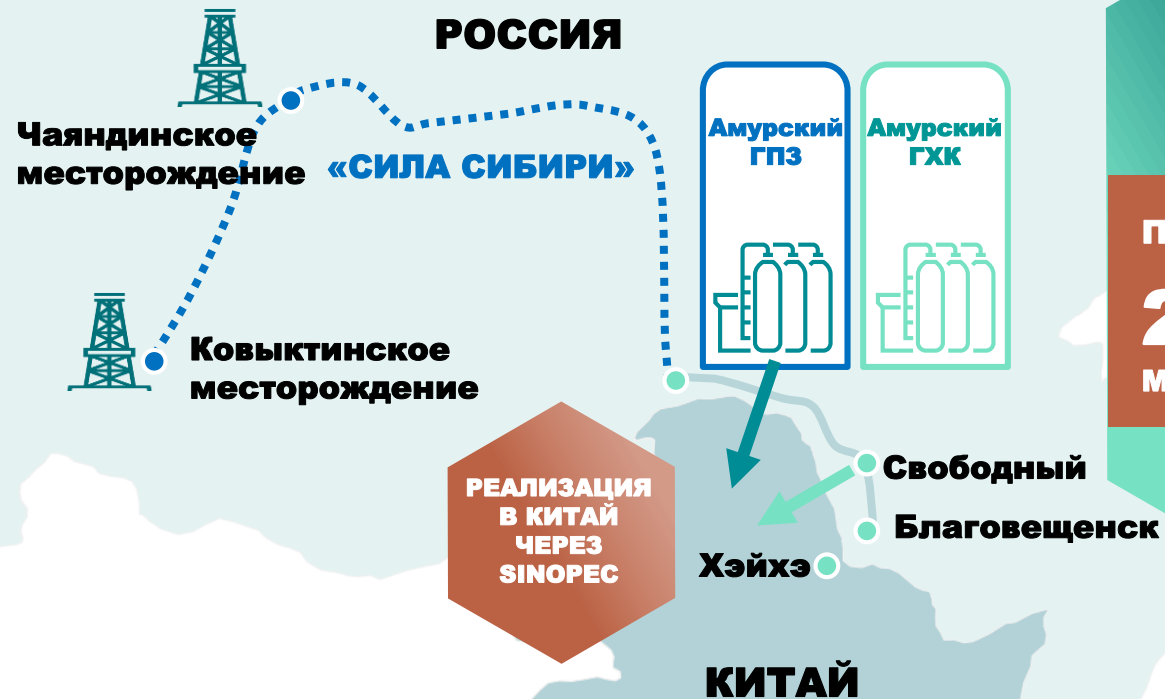 РОССИЯ
Чаяндинское
месторождение
«СИЛА СИБИРИ»
Амурский
ГПЗ
Амурский
ГХК
Ковыктинское
месторождение
РЕАЛИЗАЦИЯ
В КИТАЙ
ЧЕРЕЗ
SINOPEC
Свободный
Благовещенск
Хэйхэ
КИТАЙ